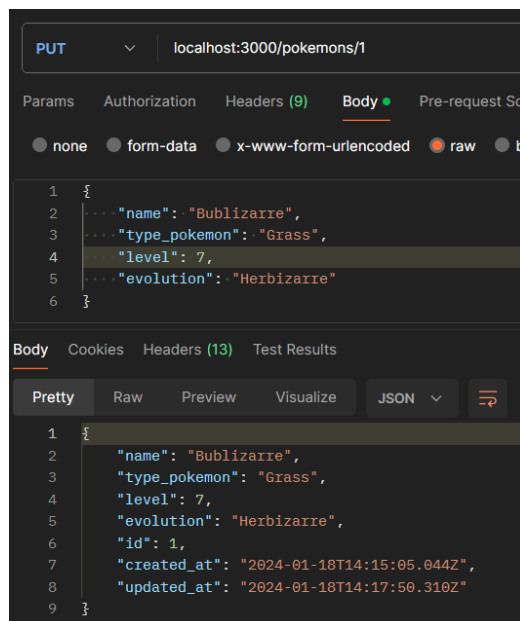 PUT localhost:3000/pokemons/1
Params Authorization Headers (9) Body Pre-request
none form-data x-www-form-urlencoded raw
1 {
2 "name": "Bublizarre",
3 "type_pokemon": "Grass",
4 "level": 7,
5 "evolution": "Herbizarre"
6 }
Body Cookies Headers (13) Test Results
Pretty Raw Preview Visualize JSON
1 {
2 "name": "Bublizarre",
3 "type_pokemon": "Grass",
4 "level": 7,
5 "evolution": "Herbizarre",
6 "id": 1,
7 "created_at": "2024-01-18T14:15:05.044Z",
8 "updated_at": "2024-01-18T14:17:50.310Z"
9 }